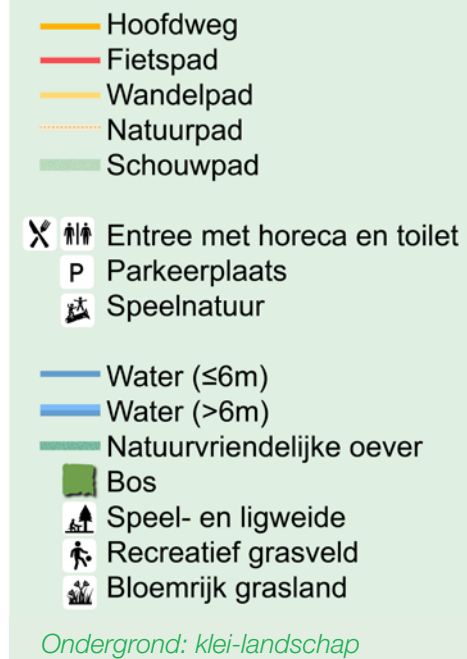 Hoofdweg
Fietspad
Wandelpad
Natuurpad
Schouwpad
Entree met horeca en toilet
P Parkeerplaats
Speelnatuur
Water (≤6m)
Water (>6m)
Natuurvriendelijke oever
Bos
Speel- en ligweide
Recreatief grasveld
Bloemrijk grasland
Ondergrond: klei-landschap